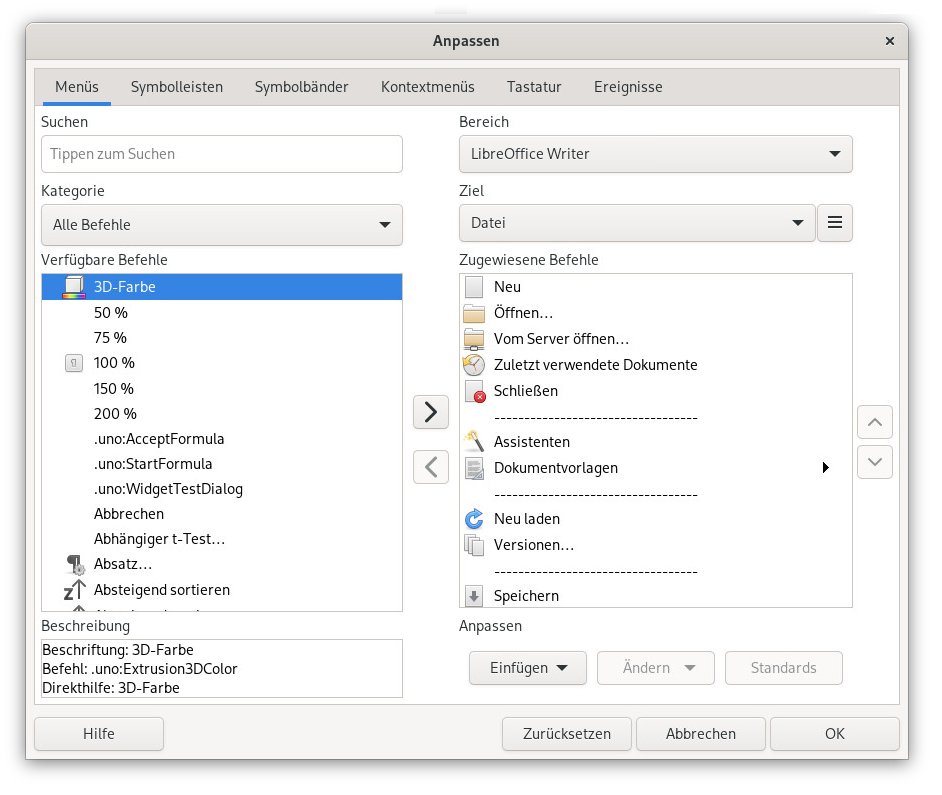 Anpassen
Menüs Symbolleisten Symbolbänder Kontextmenüs Tastatur Ereignisse
Suchen
Tippen zum Suchen
Kategorie
Alle Befehle
Verfügbare Befehle
3D-Farbe
50 %
75 %
100 %
150 %
200 %
.uno:AcceptFormula
.uno:StartFormula
.uno:WidgetTestDialog
Abbrechen
Abhängiger t-Test...
Absatz...
Absteigend sortieren
Beschreibung
Beschriftung: 3D-Farbe
Befehl: .uno:Extrusion3DColor
Direkthilfe: 3D-Farbe
Bereich
LibreOffice Writer
Ziel
Datei
Zugewiesene Befehle
Neu
Öffnen...
Vom Server öffnen...
Zuletzt verwendete Dokumente
Schließen
----------------------------------
Assistenten
Dokumentvorlagen
----------------------------------
Neu laden
Versionen...
----------------------------------
Speichern
Anpassen
Einfügen Ändern Standards
Hilfe Zurücksetzen Abbrechen OK